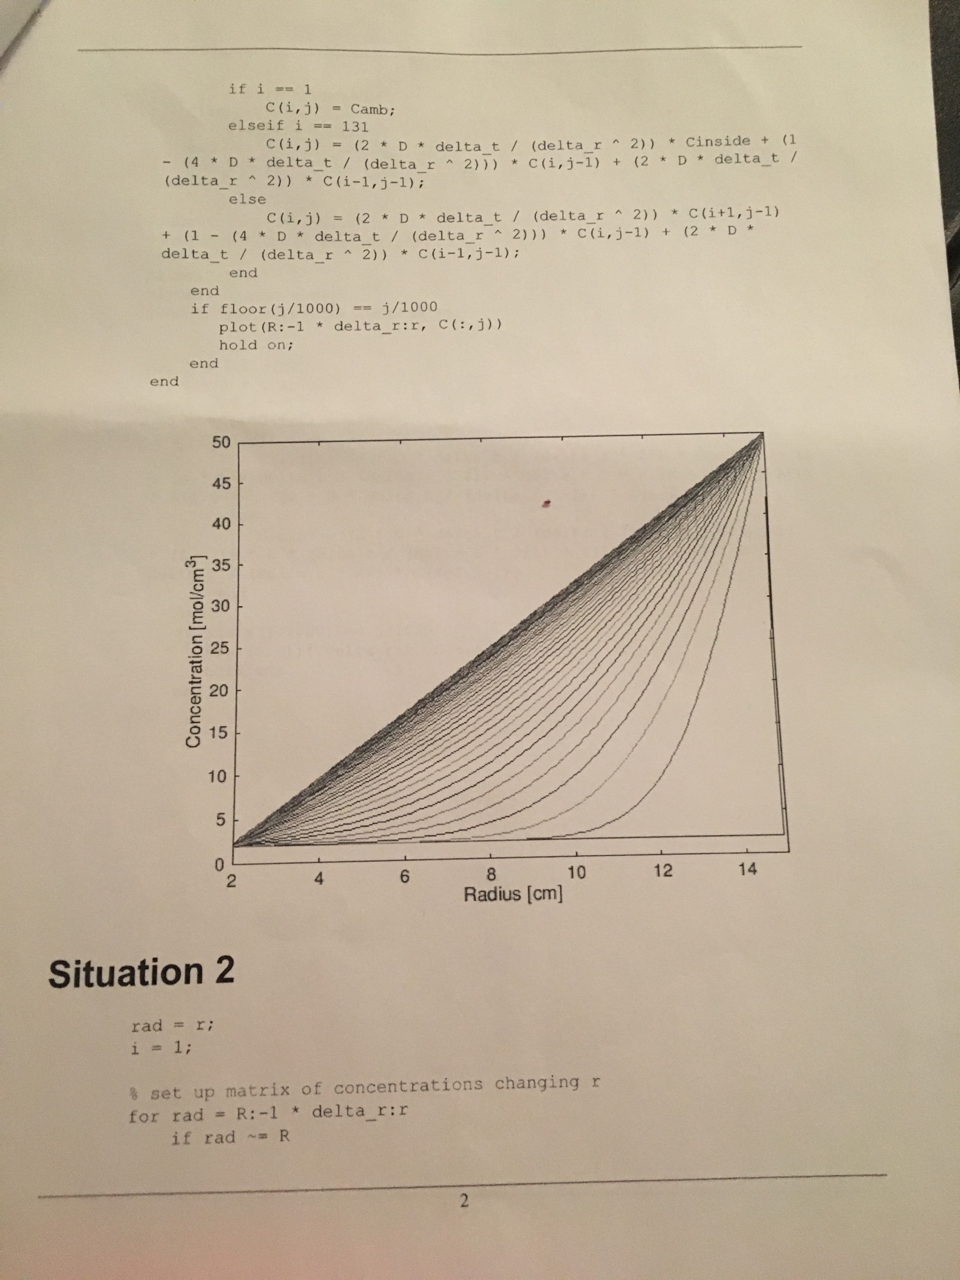 if i == 1
C(i,j) = Camb;
elseif i == 131
C(i,j) = (2 * D * delta_t / (delta_r ^ 2)) * Cinside + (1
- (4 * D * delta_t / (delta_r ^ 2))) * C(i,j-1) + (2 * D * delta_t /
(delta_r ^ 2)) * C(i-1,j-1);
else
C(i,j) = (2 * D * delta_t / (delta_r ^ 2)) * C(i+1,j-1)
+ (1 - (4 * D * delta_t / (delta_r ^ 2))) * C(i,j-1) + (2 * D *
delta_t / (delta_r ^ 2)) * C(i-1,j-1);
end
end
if floor(j/1000) == j/1000
plot(R:-1 * delta_r:r, C(:,j))
hold on;
end
end
50
45
40
35
30
25
20
15
10
5
0
Concentration [mol/cm³]
2 4 6 8 10 12 14
Radius [cm]
Situation 2
rad = r;
i = 1;
% set up matrix of concentrations changing r
for rad = R:-1 * delta_r:r
if rad ~= R
2